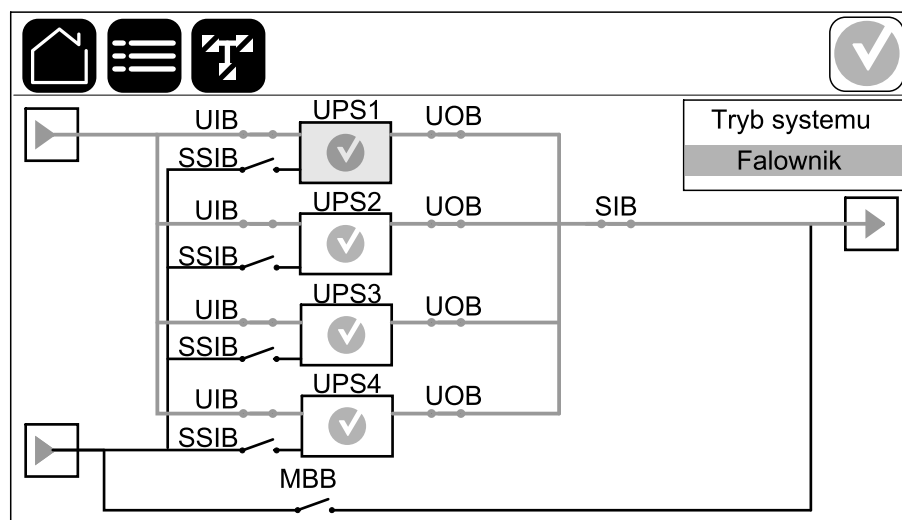 UPS1
UIB
UOB
SSIB
Tryb systemu
Falownik
UPS2
UIB
UOB
SIB
SSIB
UPS3
UIB
UOB
SSIB
UPS4
UIB
UOB
SSIB
MBB